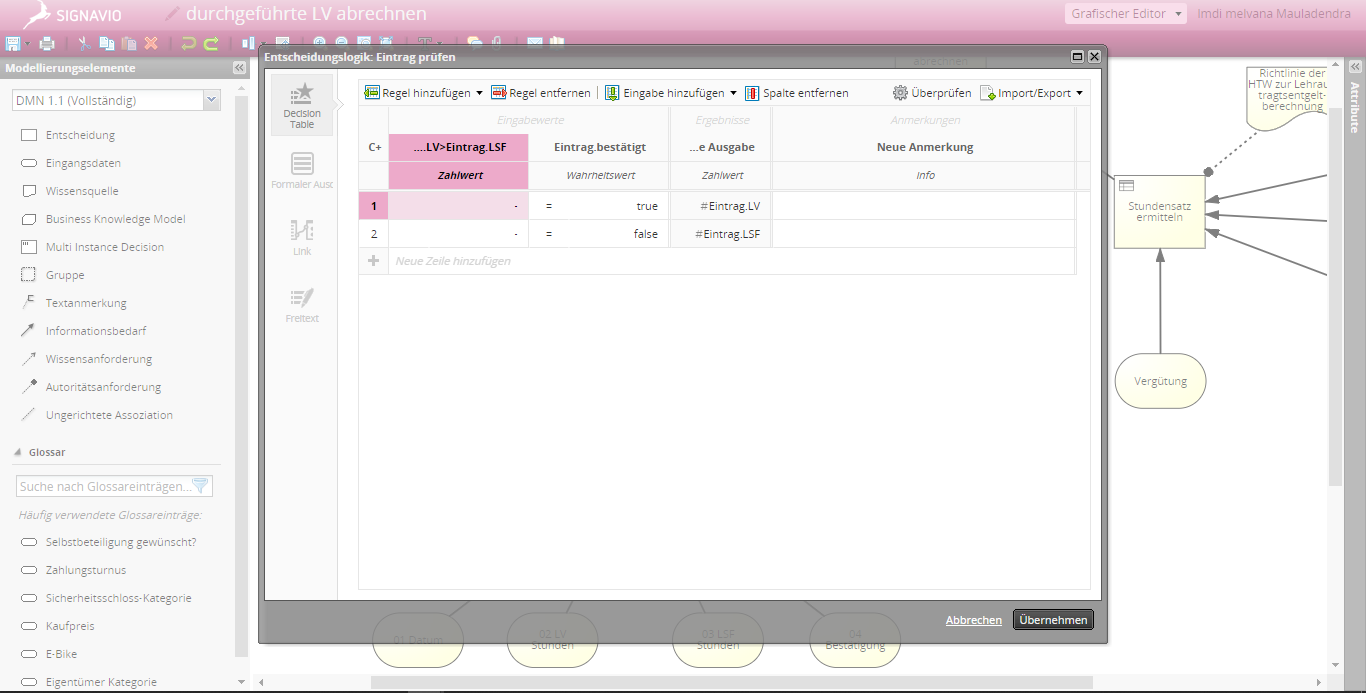 SIGNAVIO
durchgeführte LV abrechnen
Grafischer Editor
Imdi melvana Mauladendra
Modellierungselemente
DMN 1.1 (Vollständig)
Entscheidung
Eingangsdaten
Wissensquelle
Business Knowledge Model
Multi Instance Decision
Gruppe
Textanmerkung
Informationsbedarf
Wissensanforderung
Autoritätsanforderung
Ungerichtete Assoziation
Glossar
Suche nach Glossareinträgen...
Häufig verwendete Glossareinträge:
Selbstbeteiligung gewünscht?
Zahlungsturnus
Sicherheitsschloss-Kategorie
Kaufpreis
E-Bike
Eigentümer Kategorie
abrechnen
Entscheidungslogik: Eintrag prüfen
Decision
Table
Formaler Ausd
Link
Freitext
Regel hinzufügen
Regel entfernen
Eingabe hinzufügen
Spalte entfernen
Überprüfen
Import/Export
Eingabewerte
Ergebnisse
Anmerkungen
C+
....LV>Eintrag.LSF
Eintrag.bestätigt
...e Ausgabe
Neue Anmerkung
Zahlwert
Wahrheitswert
Zahlwert
Info
1 - = true #Eintrag.LV
2 - = false #Eintrag.LSF
+ Neue Zeile hinzufügen
Abbrechen
Übernehmen
01 Datum
02 LV
Stunden
03 LSF
Stunden
04
Bestätigung
Richtlinie der
HTW zur Lehrau
tragtsentgelt-
berechnung
Stundensatz
ermitteln
Vergütung
Attribute